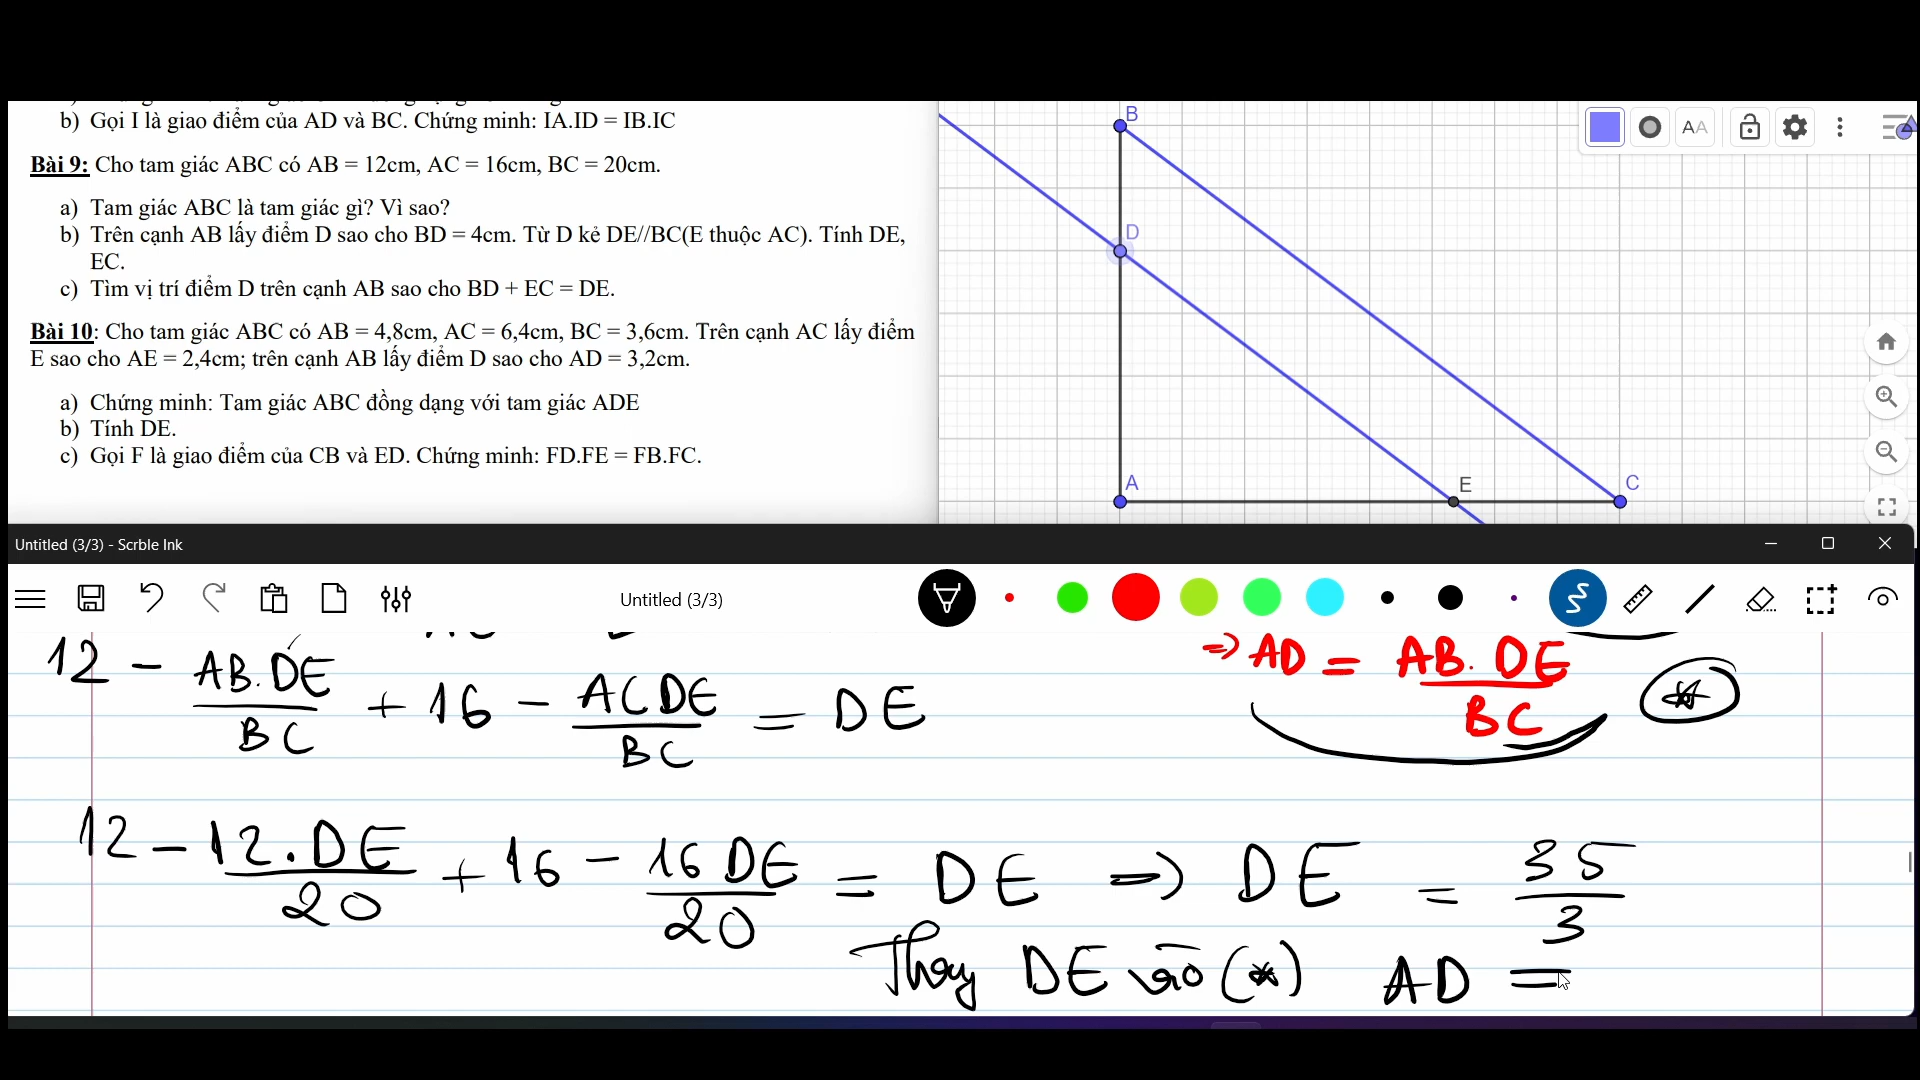 b) Gọi I là giao điểm của AD và BC. Chứng minh: IA.ID = IB.IC
Bài 9: Cho tam giác ABC có AB = 12cm, AC = 16cm, BC = 20cm.
a) Tam giác ABC là tam giác gì? Vì sao?
b) Trên cạnh AB lấy điểm D sao cho BD = 4cm. Từ D kẻ DE//BC(E thuộc AC). Tính DE,
EC.
c) Tìm vị trí điểm D trên cạnh AB sao cho BD + EC = DE.
Bài 10: Cho tam giác ABC có AB = 4,8cm, AC = 6,4cm, BC = 3,6cm. Trên cạnh AC lấy điểm
E sao cho AE = 2,4cm; trên cạnh AB lấy điểm D sao cho AD = 3,2cm.
a) Chứng minh: Tam giác ABC đồng dạng với tam giác ADE
b) Tính DE.
c) Gọi F là giao điểm của CB và ED. Chứng minh: FD.FE = FB.FC.
B
D
A
E
C
AA
Untitled (3/3) - Scrble Ink
Untitled (3/3)
12 - AB.DE/BC + 16 - ACDE/BC = DE
=> AD = AB.DE/BC (*)
12 - 12.DE/20 + 16 - 16DE/20 = DE => DE = 35/3
Thay DE vào (*) AD =